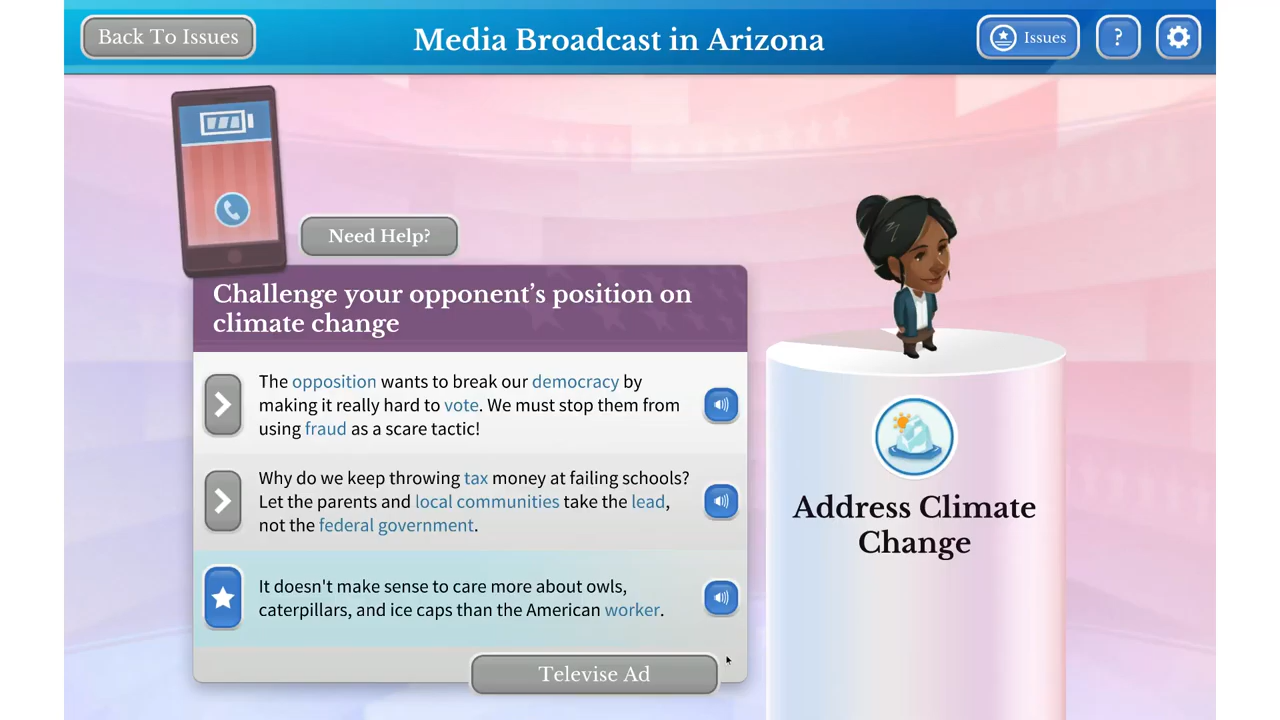 Back To Issues
Media Broadcast in Arizona
Issues
?
Need Help?
Challenge your opponent’s position on
climate change
The opposition wants to break our democracy by
making it really hard to vote. We must stop them from
using fraud as a scare tactic!
Why do we keep throwing tax money at failing schools?
Let the parents and local communities take the lead,
not the federal government.
It doesn't make sense to care more about owls,
caterpillars, and ice caps than the American worker.
Televise Ad
Address Climate
Change